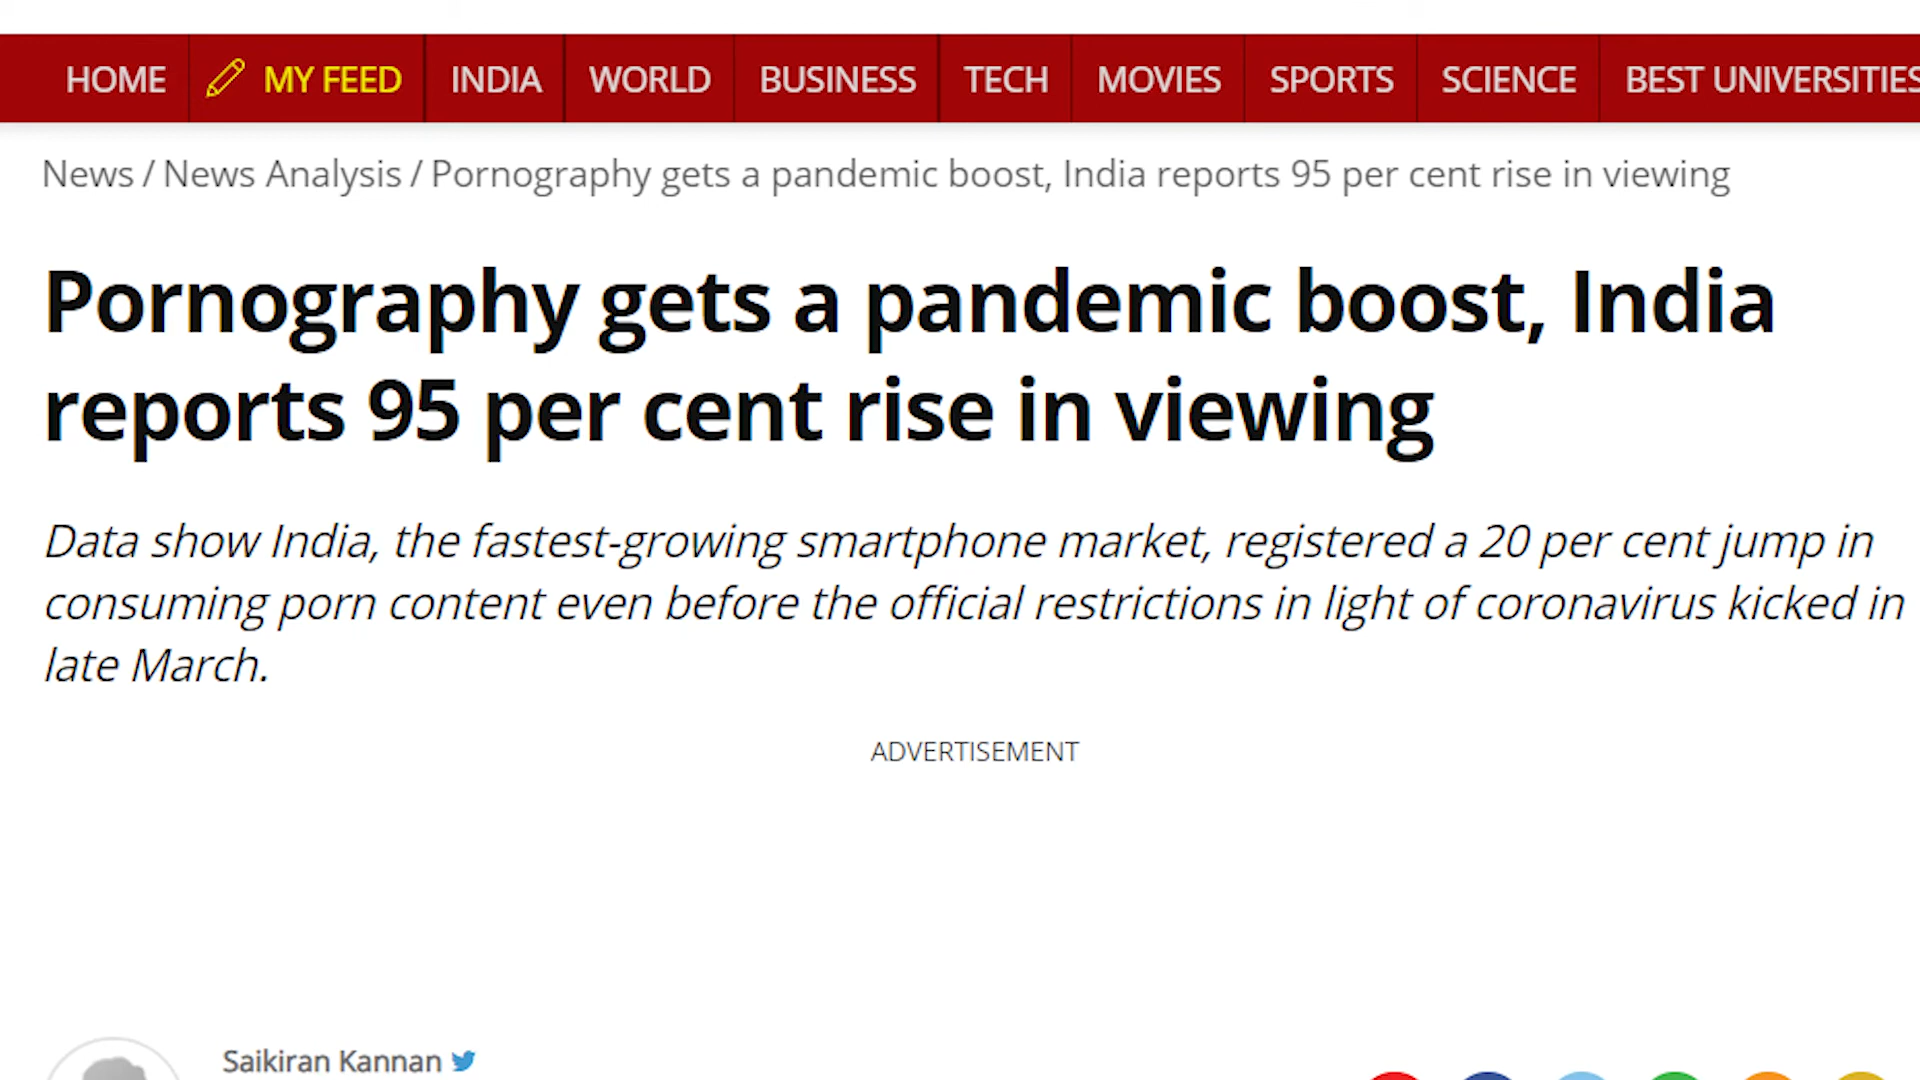 HOME MY FEED INDIA WORLD BUSINESS TECH MOVIES SPORTS SCIENCE BEST UNIVERSITIES
News / News Analysis / Pornography gets a pandemic boost, India reports 95 per cent rise in viewing
Pornography gets a pandemic boost, India
reports 95 per cent rise in viewing
Data show India, the fastest-growing smartphone market, registered a 20 per cent jump in
consuming porn content even before the official restrictions in light of coronavirus kicked in
late March.
ADVERTISEMENT
Saikiran Kannan